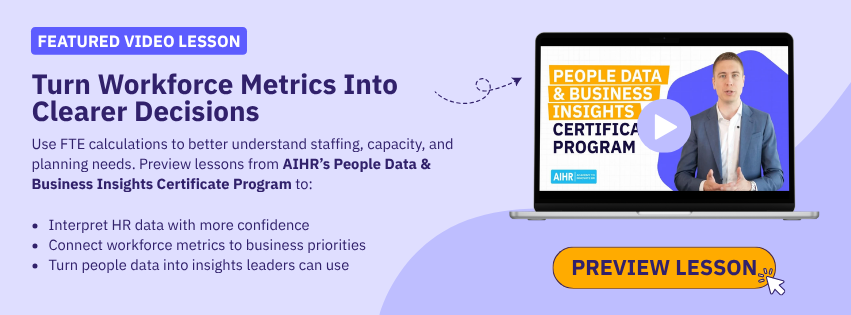 FEATURED VIDEO LESSON
Turn Workforce Metrics Into
Clearer Decisions
Use FTE calculations to better understand staffing, capacity, and
planning needs. Preview lessons from AIHR's People Data &
Business Insights Certificate Program to:
• Interpret HR data with more confidence
• Connect workforce metrics to business priorities
• Turn people data into insights leaders can use
PEOPLE DATA
& BUSINESS
INSIGHTS
CERTIFICA
PROGRAM
AIHR
PREVIEW LESSON